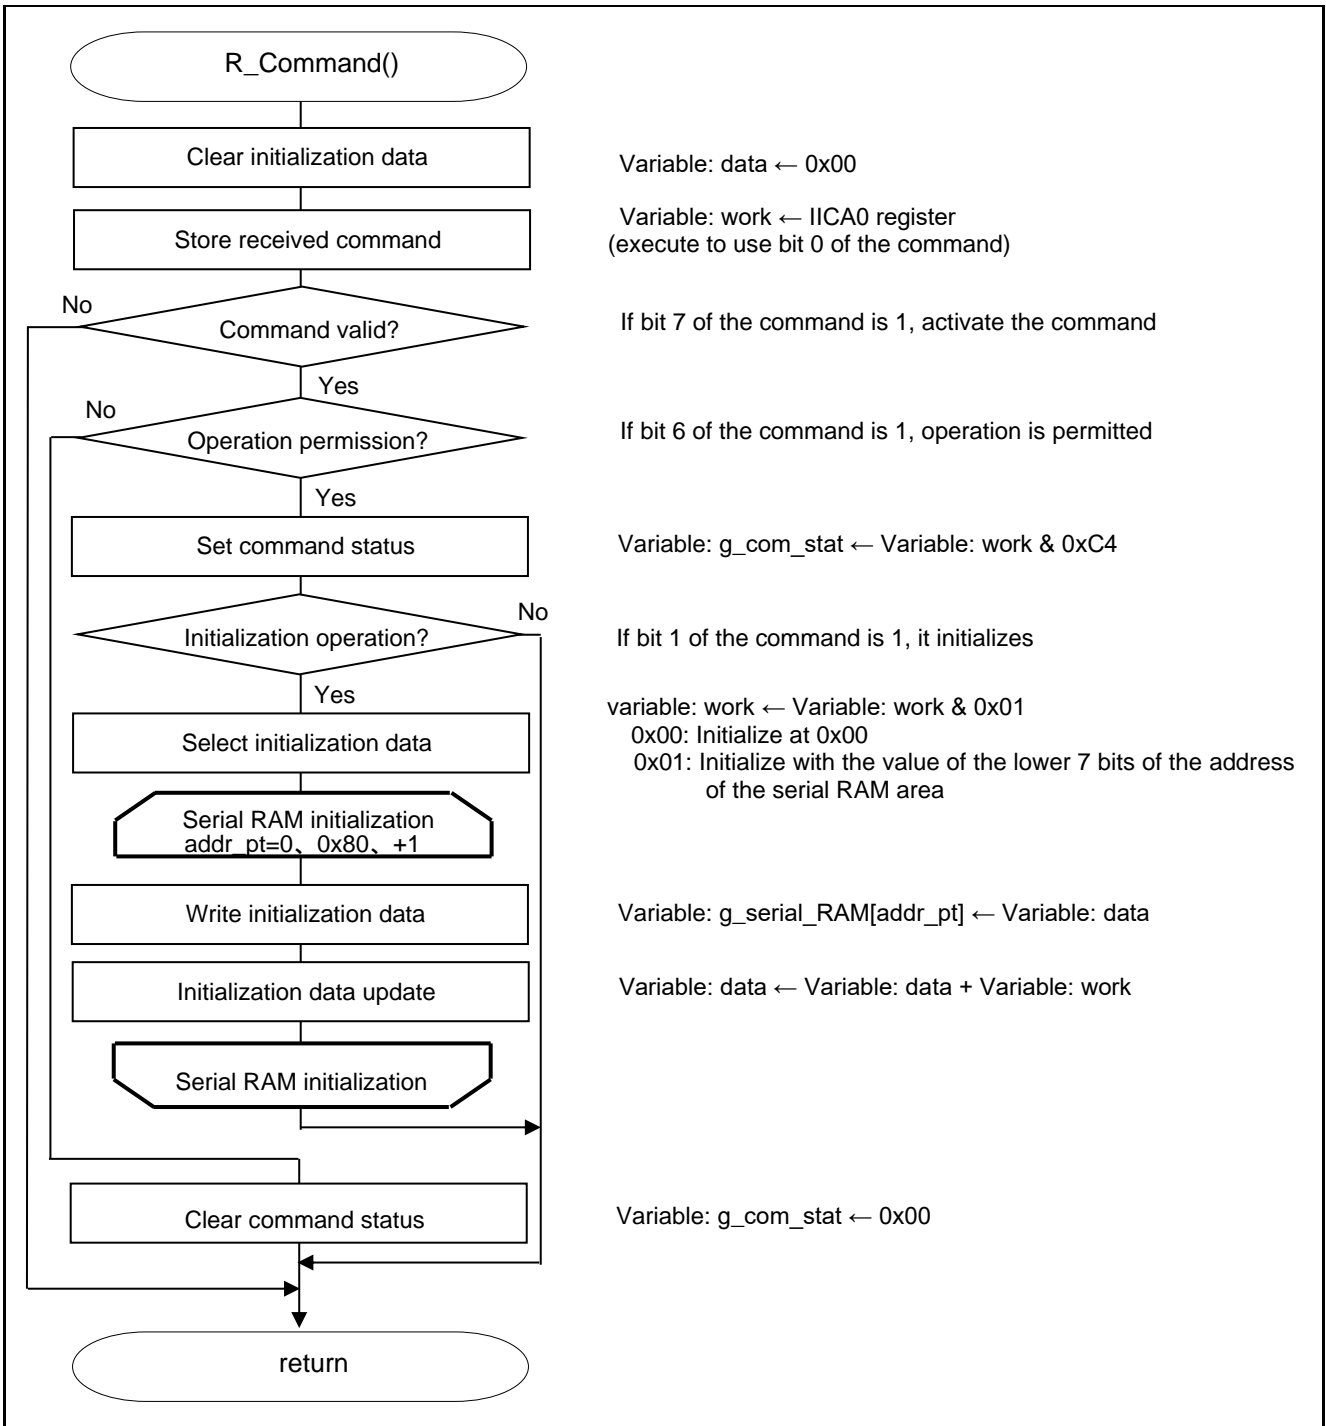 R_Command()
Clear initialization data
Variable: data ← 0x00
Store received command
Variable: work ← IICA0 register
(execute to use bit 0 of the command)
No
Command valid?
If bit 7 of the command is 1, activate the command
Yes
No
Operation permission?
If bit 6 of the command is 1, operation is permitted
Yes
Set command status
Variable: g_com_stat ← Variable: work & 0xC4
No
Initialization operation?
If bit 1 of the command is 1, it initializes
Yes
Select initialization data
variable: work ← Variable: work & 0x01
0x00: Initialize at 0x00
0x01: Initialize with the value of the lower 7 bits of the address
of the serial RAM area
Serial RAM initialization
addr_pt=0、0x80、+1
Write initialization data
Variable: g_serial_RAM[addr_pt] ← Variable: data
Initialization data update
Variable: data ← Variable: data + Variable: work
Serial RAM initialization
Clear command status
Variable: g_com_stat ← 0x00
return